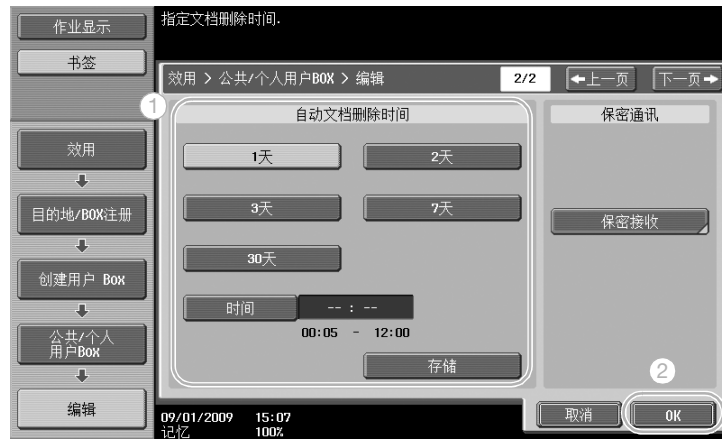 指定文档删除时间.
作业显示
书签
效用
目的地/BOX注册
创建用户 Box
公共/个人
用户Box
编辑
效用 > 公共/个人用户BOX > 编辑
2/2
←上一页
下一页→
1
自动文档删除时间
1天
2天
3天
7天
30天
时间
-- : --
00:05 - 12:00
存储
保密通讯
保密接收
2
09/01/2009 15:07
记忆 100%
取消
OK